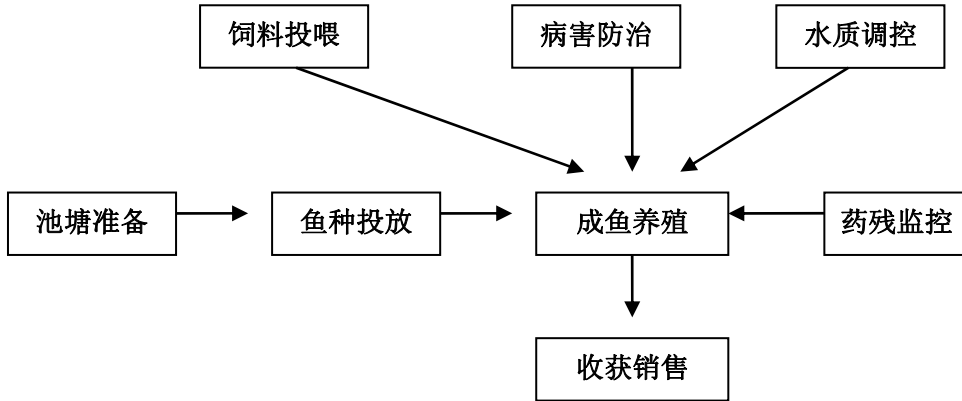 饲料投喂
病害防治
水质调控
池塘准备
鱼种投放
成鱼养殖
药残监控
收获销售